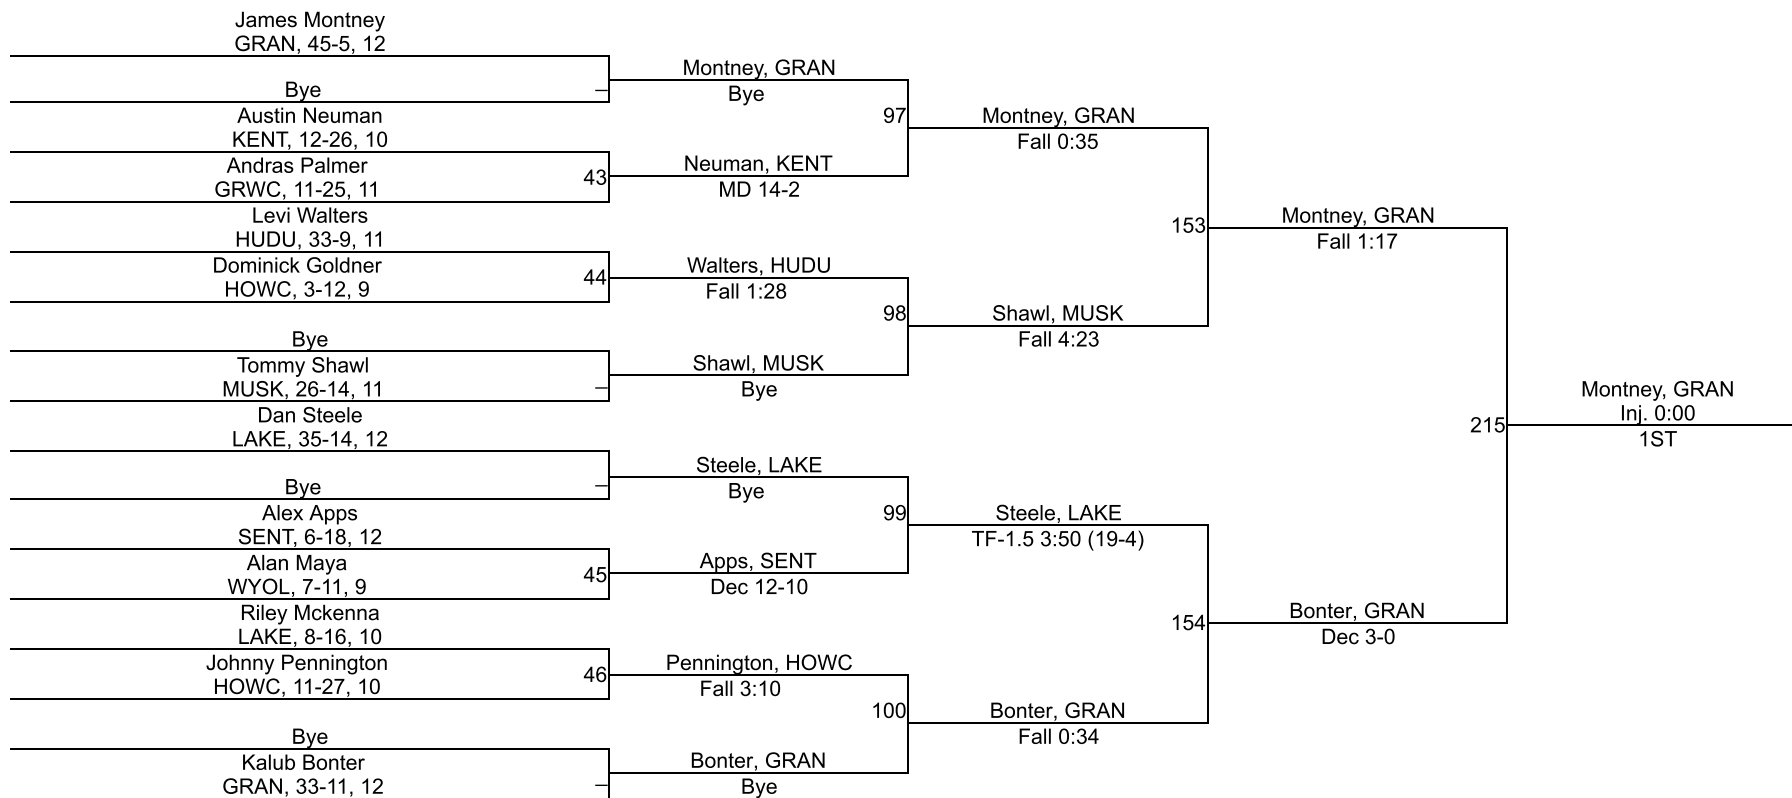 James Montney
GRAN, 45-5, 12
Bye
–
Austin Neuman
KENT, 12-26, 10
Andras Palmer
GRWC, 11-25, 11
43
Levi Walters
HUDU, 33-9, 11
Dominick Goldner
HOWC, 3-12, 9
44
Bye
Tommy Shawl
MUSK, 26-14, 11
–
Dan Steele
LAKE, 35-14, 12
Bye
–
Alex Apps
SENT, 6-18, 12
Alan Maya
WYOL, 7-11, 9
45
Riley Mckenna
LAKE, 8-16, 10
Johnny Pennington
HOWC, 11-27, 10
46
Bye
Kalub Bonter
GRAN, 33-11, 12
–
Montney, GRAN
Bye
97
Neuman, KENT
MD 14-2
Walters, HUDU
Fall 1:28
98
Shawl, MUSK
Bye
Steele, LAKE
Bye
99
Apps, SENT
Dec 12-10
Pennington, HOWC
Fall 3:10
100
Bonter, GRAN
Bye
Montney, GRAN
Fall 0:35
153
Shawl, MUSK
Fall 4:23
Steele, LAKE
TF-1.5 3:50 (19-4)
154
Bonter, GRAN
Fall 0:34
Montney, GRAN
Fall 1:17
215
Bonter, GRAN
Dec 3-0
Montney, GRAN
Inj. 0:00
1ST